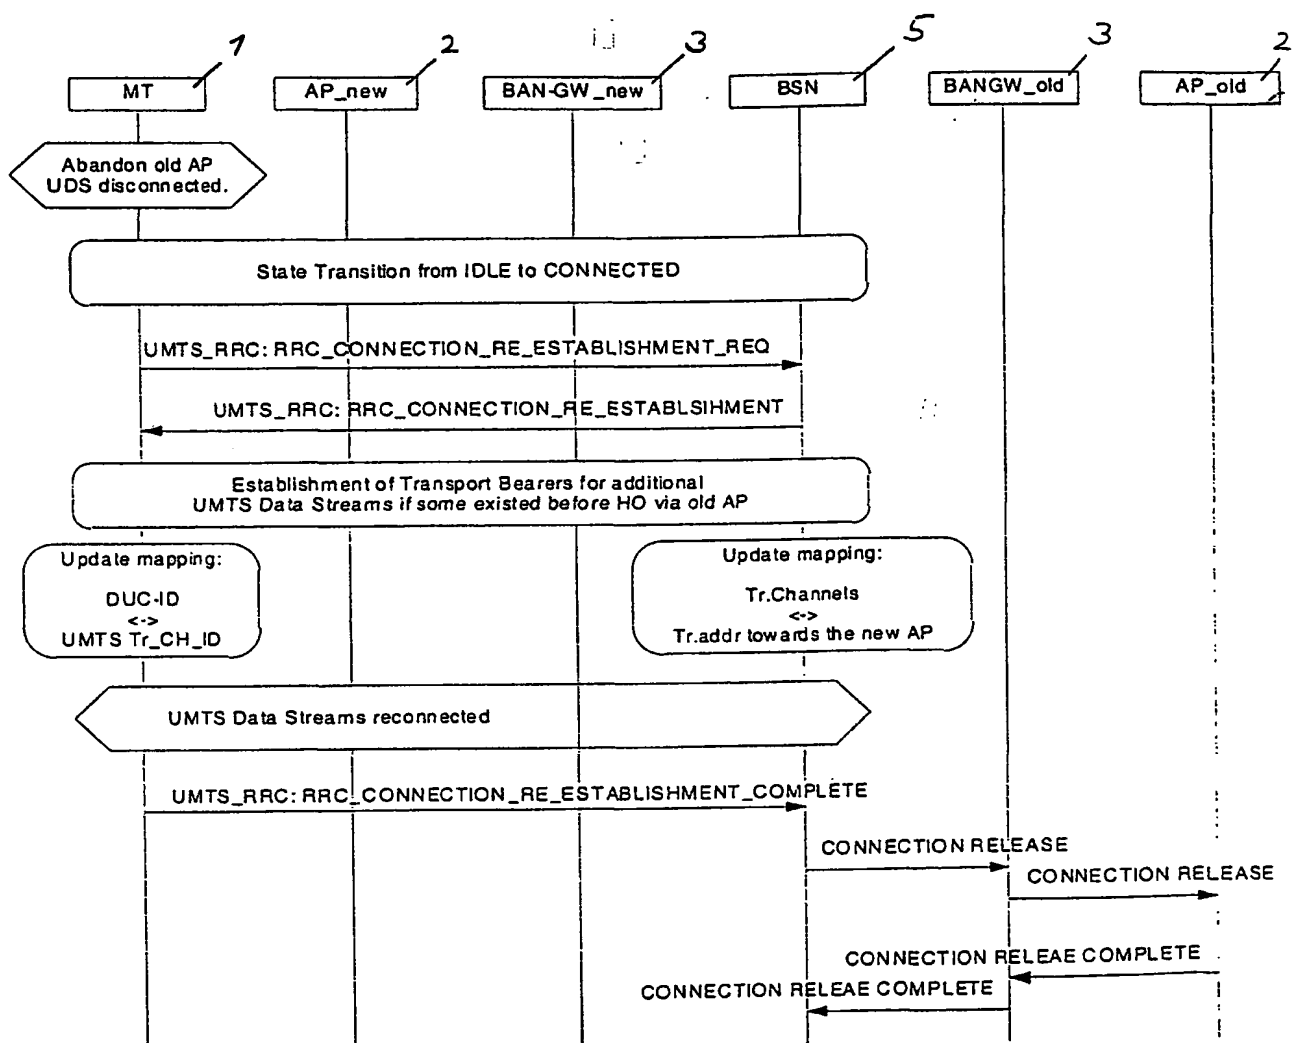 1
2
3
5
3
2
MT
AP_new
BAN-GW_new
BSN
BANGW_old
AP_old
Abandon old AP
UDS disconnected.
State Transition from IDLE to CONNECTED
UMTS_RRC: RRC_CONNECTION_RE_ESTABLISHMENT_REQ
UMTS_RRC: RRC_CONNECTION_RE_ESTABLSIHMENT
Establishment of Transport Bearers for additional
UMTS Data Streams if some existed before HO via old AP
Update mapping:
DUC-ID
<->
UMTS Tr_CH_ID
Update mapping:
Tr.Channels
<->
Tr.addr towards the new AP
UMTS Data Streams reconnected
UMTS_RRC: RRC_CONNECTION_RE_ESTABLISHMENT_COMPLETE
CONNECTION RELEASE
CONNECTION RELEASE
CONNECTION RELEAE COMPLETE
CONNECTION RELEAE COMPLETE